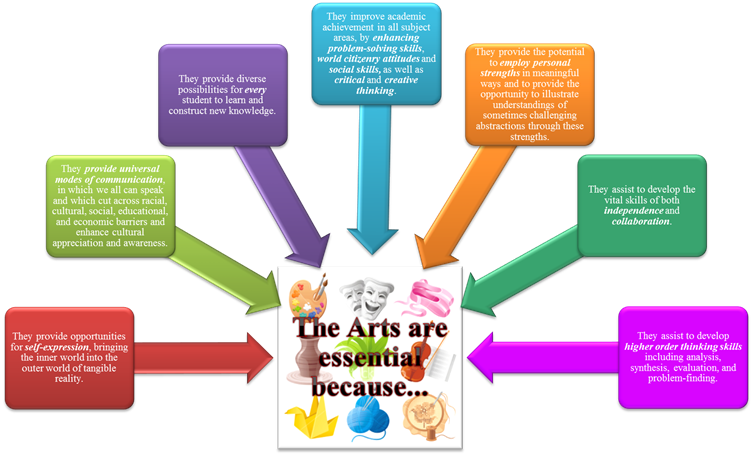 They improve academic
achievement in all subject
areas, by enhancing
problem-solving skills,
world citizenry attitudes and
social skills, as well as
critical and creative
thinking.
They provide diverse
possibilities for every
student to learn and
construct new knowledge.
They provide the potential
to employ personal
strengths in meaningful
ways and to provide the
opportunity to illustrate
understandings of
sometimes challenging
abstractions through these
strengths.
They provide universal
modes of communication,
in which we all can speak
and which cut across racial,
cultural, social, educational,
and economic barriers and
enhance cultural
appreciation and awareness.
They assist to develop the
vital skills of both
independence and
collaboration.
They provide opportunities
for self-expression, bringing
the inner world into the
outer world of tangible
reality.
The Arts are
essential
because...
They assist to develop
higher order thinking skills
including analysis,
synthesis, evaluation, and
problem-finding.